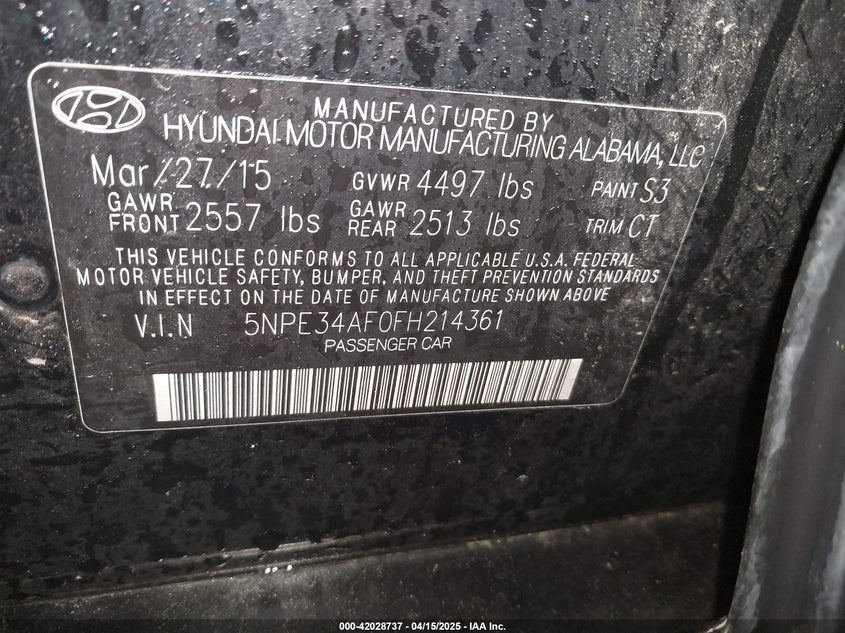 MANUFACTURED BY
HYUNDAI MOTOR MANUFACTURING ALABAMA, LLC
Mar/27/15 GVWR 4497 lbs PAINT S3
GAWR FRONT 2557 lbs GAWR REAR 2513 lbs TRIM CT
THIS VEHICLE CONFORMS TO ALL APPLICABLE U.S.A. FEDERAL
MOTOR VEHICLE SAFETY, BUMPER, AND THEFT PREVENTION STANDARDS
IN EFFECT ON THE DATE OF MANUFACTURE SHOWN ABOVE
V.I.N 5NPE34AF0FH214361
PASSENGER CAR
000-42028737 - 04/15/2025 - IAA Inc.